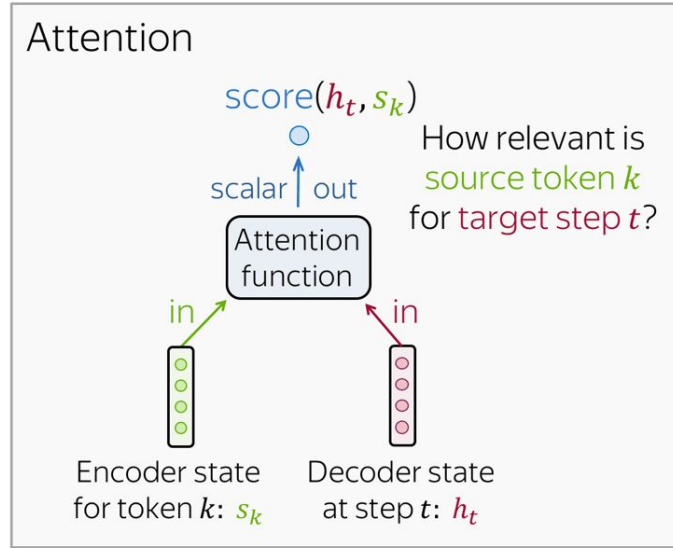 Attention
score(h_t, s_k)
How relevant is
source token k
for target step t?
scalar out
Attention
function
in
in
Encoder state
for token k: s_k
Decoder state
at step t: h_t